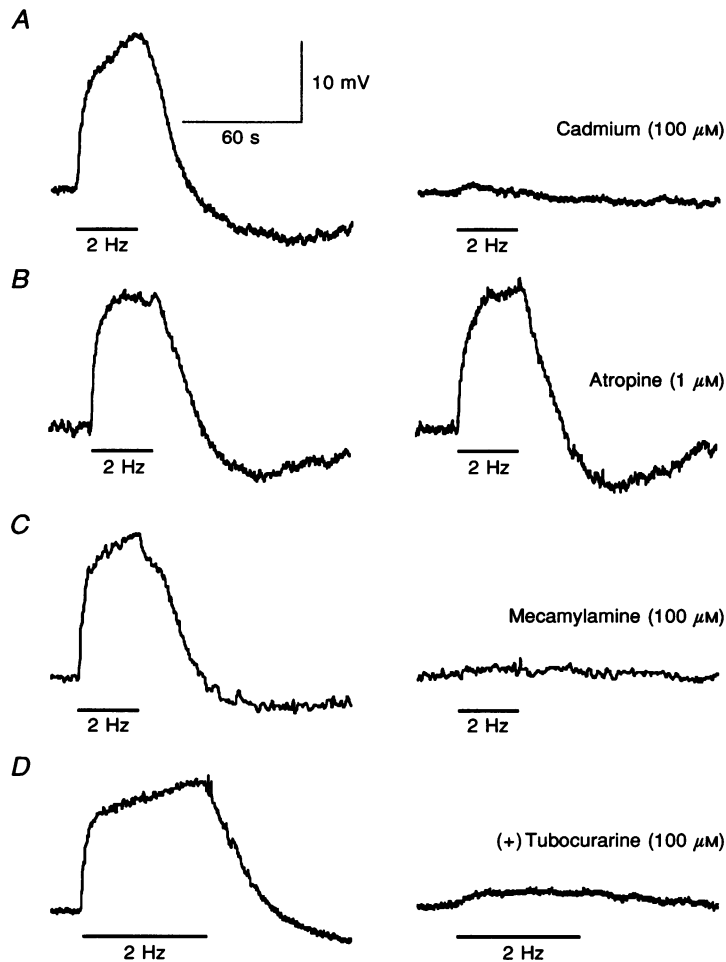 A
10 mV
60 s
Cadmium (100 μM)
2 Hz
2 Hz
B
Atropine (1 μM)
2 Hz
2 Hz
C
Mecamylamine (100 μM)
2 Hz
2 Hz
D
(+) Tubocurarine (100 μM)
2 Hz
2 Hz